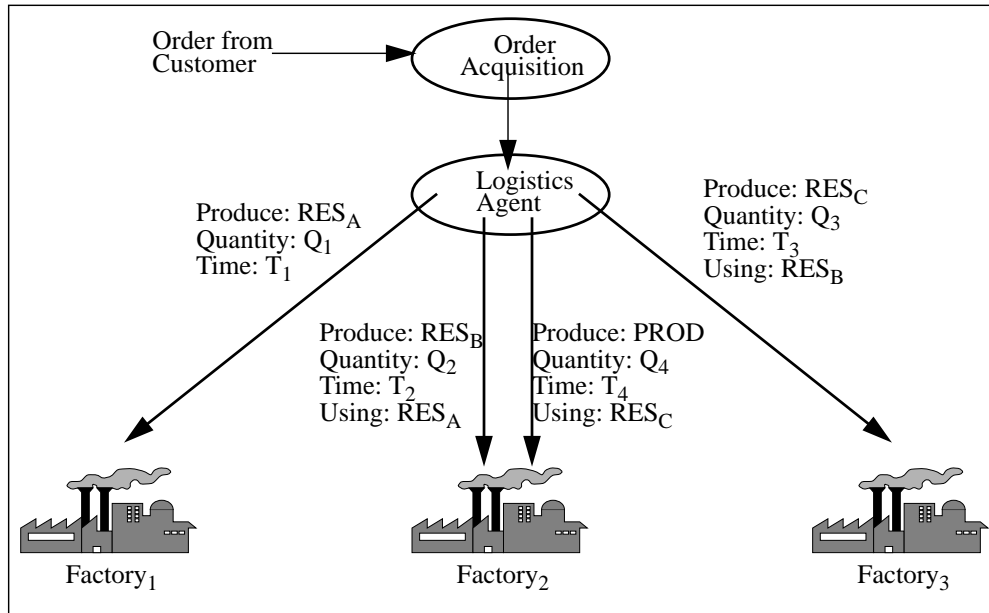 Order from
Customer
Order
Acquisition
Logistics
Agent
Produce: RES_A
Quantity: Q_1
Time: T_1
Produce: RES_C
Quantity: Q_3
Time: T_3
Using: RES_B
Produce: RES_B
Quantity: Q_2
Time: T_2
Using: RES_A
Produce: PROD
Quantity: Q_4
Time: T_4
Using: RES_C
Factory_1
Factory_2
Factory_3